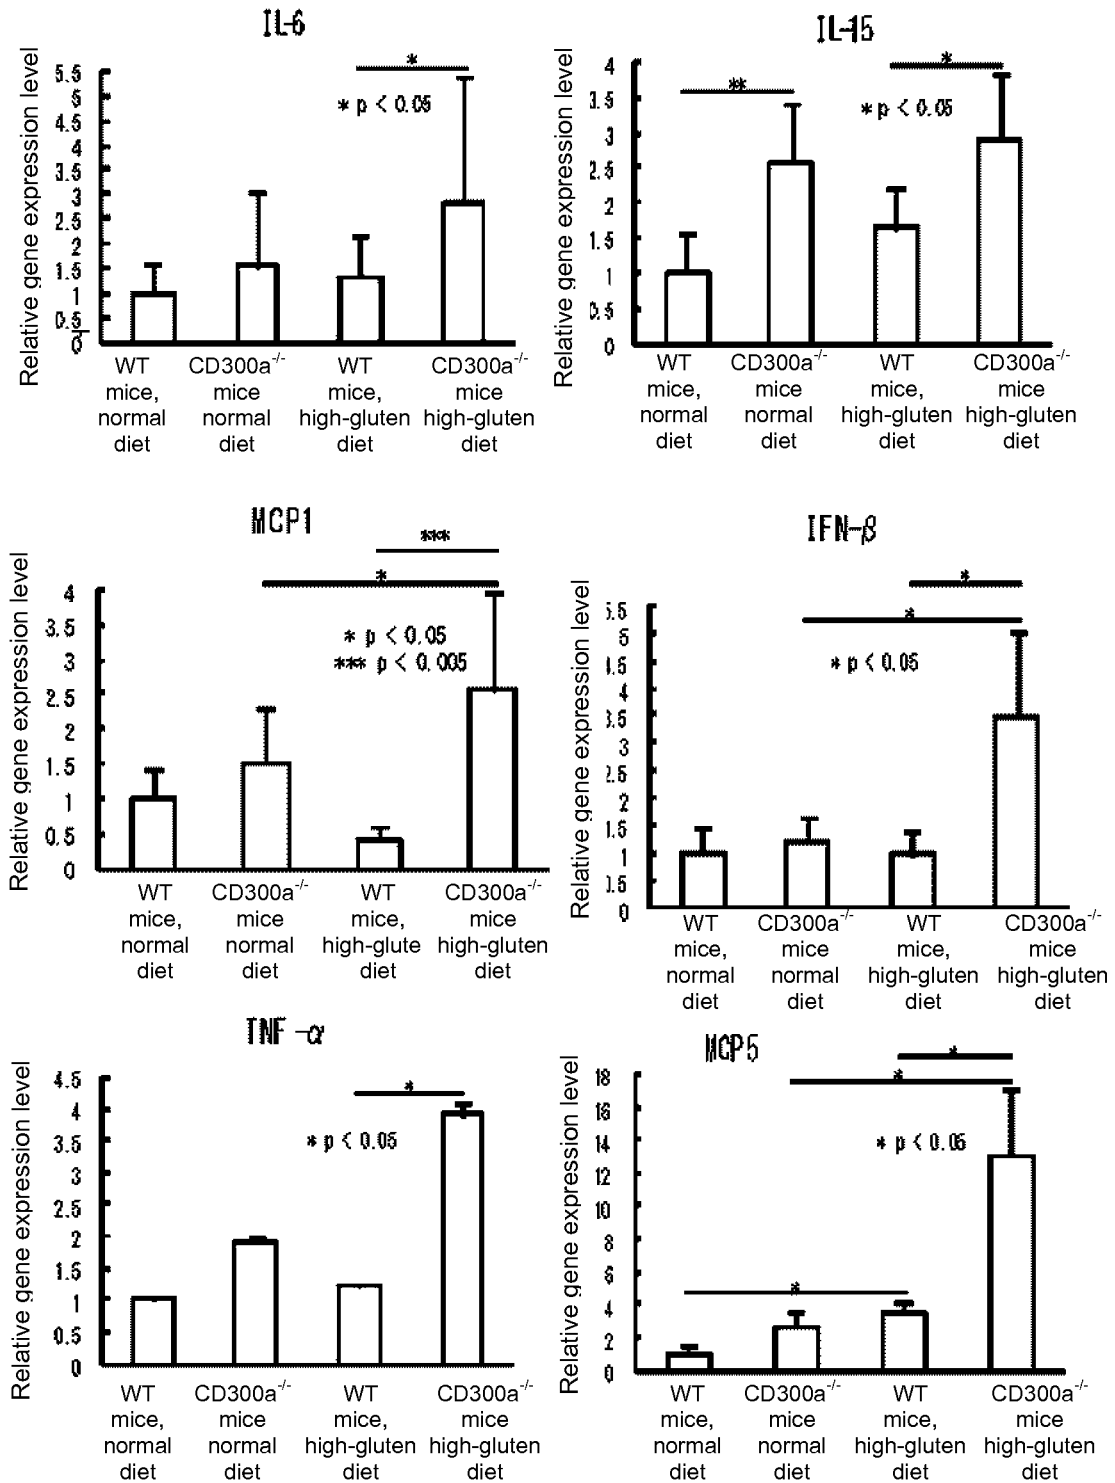 IL-6
Relative gene expression level
5.5
5
4.5
4
3.5
3
2.5
2
1.5
1
0.5
0
*
* p < 0.05
WT mice, normal diet
CD300a-/- mice normal diet
WT mice, high-gluten diet
CD300a-/- mice high-gluten diet
IL-15
Relative gene expression level
4
3.5
3
2.5
2
1.5
1
0.5
0
**
*
* p < 0.05
WT mice, normal diet
CD300a-/- mice normal diet
WT mice, high-gluten diet
CD300a-/- mice high-gluten diet
MCP1
Relative gene expression level
4
3.5
3
2.5
2
1.5
1
0.5
0
***
*
* p < 0.05
*** p < 0.005
WT mice, normal diet
CD300a-/- mice normal diet
WT mice, high-glute diet
CD300a-/- mice high-gluten diet
IFN-β
Relative gene expression level
5.5
5
4.5
4
3.5
3
2.5
2
1.5
1
0.5
0
*
*
* p < 0.05
WT mice, normal diet
CD300a-/- mice normal diet
WT mice, high-gluten diet
CD300a-/- mice high-gluten diet
TNF-α
Relative gene expression level
4.5
4
3.5
3
2.5
2
1.5
1
0.5
0
*
* p < 0.05
WT mice, normal diet
CD300a-/- mice normal diet
WT mice, high-gluten diet
CD300a-/- mice high-gluten diet
MCP5
Relative gene expression level
18
16
14
12
10
8
6
4
2
0
*
*
* p < 0.05
*
WT mice, normal diet
CD300a-/- mice normal diet
WT mice, high-gluten diet
CD300a-/- mice high-gluten diet